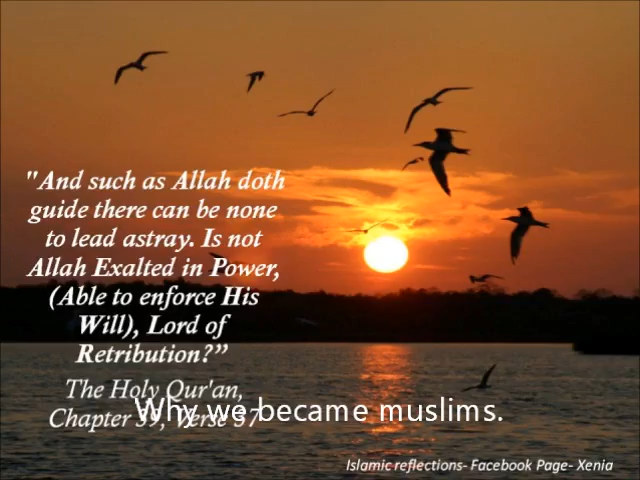 "And such as Allah doth
guide there can be none
to lead astray. Is not
Allah Exalted in Power,
(Able to enforce His
Will), Lord of
Retribution?”
The Holy Qur'an,
Chapter 39, Verse 37
Why we became muslims.
Islamic reflections- Facebook Page- Xenia